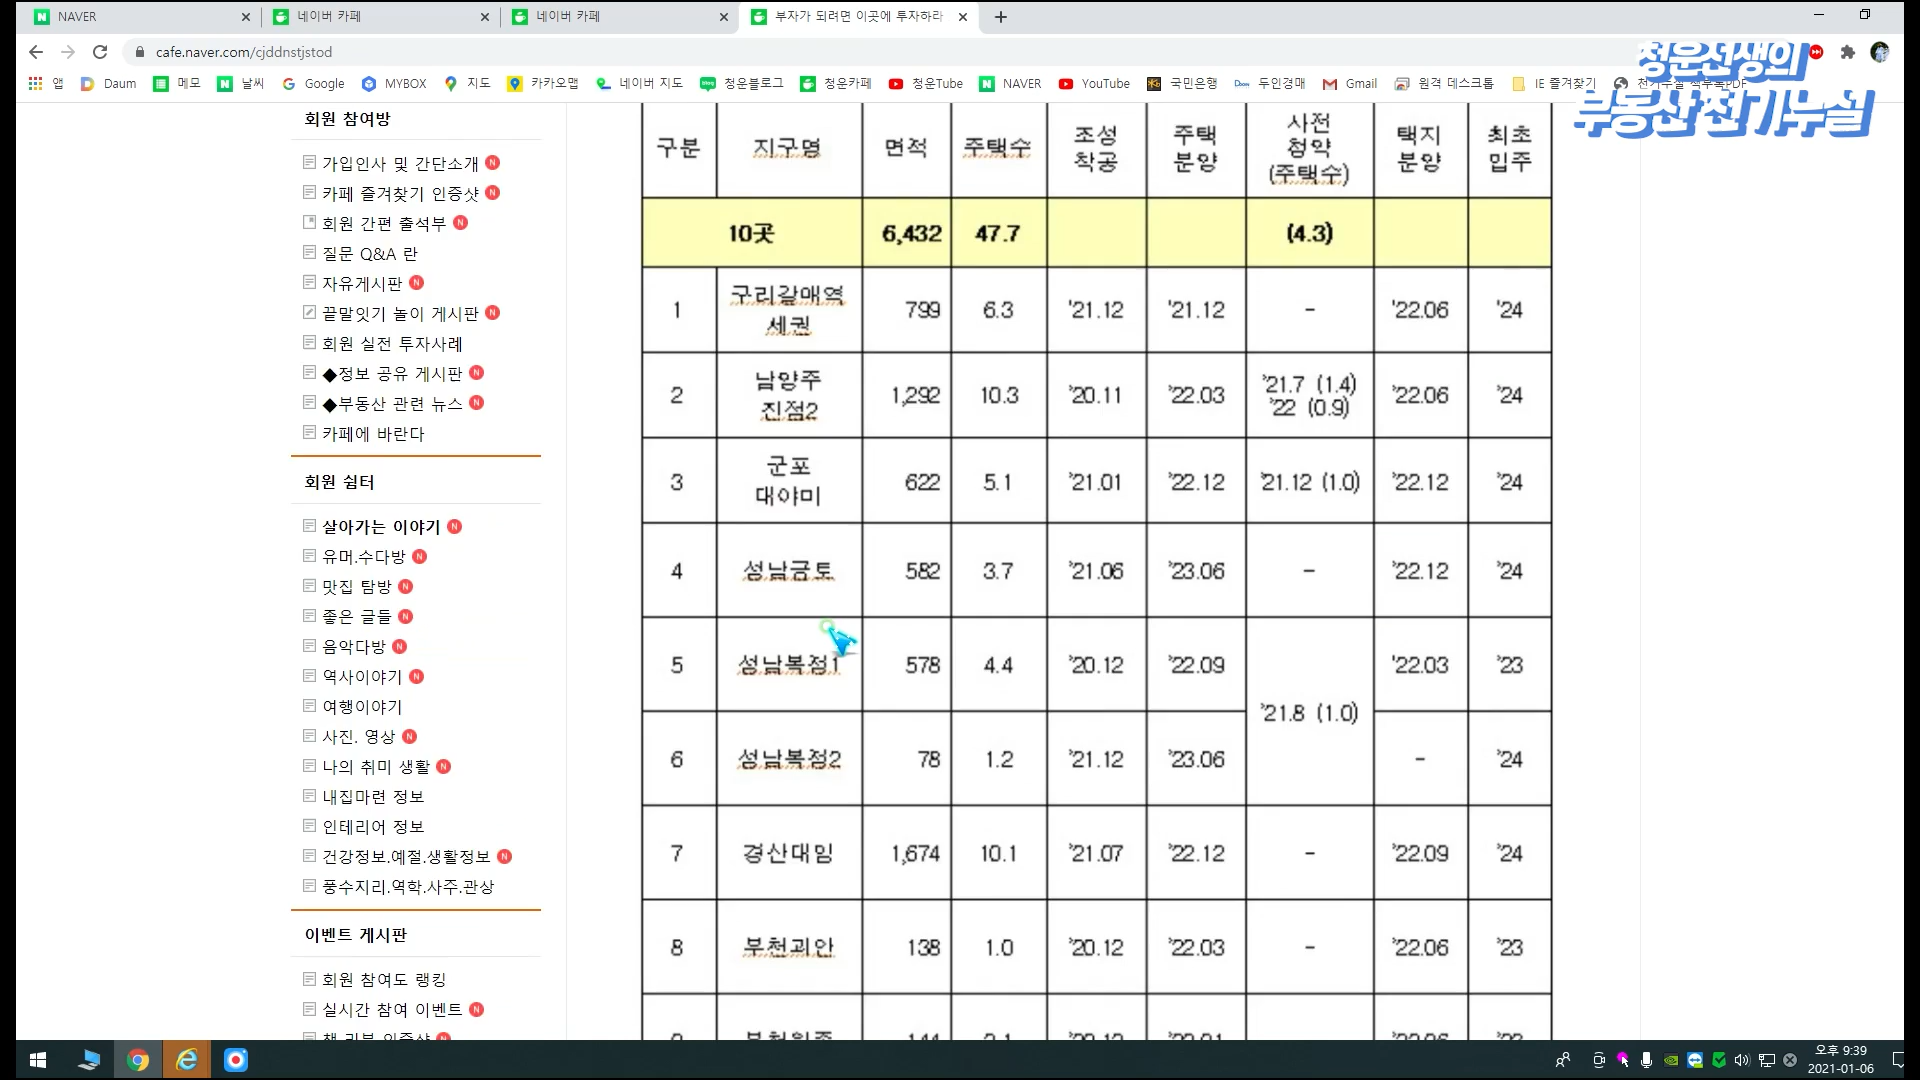 NAVER
네이버 카페
네이버 카페
부자가 되려면 이곳에 투자하라
cafe.naver.com/cjddnstjstod
청운선생의
부동산 천기누설
앱 Daum 메모 날씨 Google MYBOX 지도 카카오맵 네이버 지도 청운블로그 청운카페 청운Tube NAVER YouTube 국민은행 두인경매 Gmail 원격 데스크톱 IE 즐겨찾기
회원 참여방
가입인사 및 간단소개 N
카페 즐겨찾기 인증샷 N
회원 간편 출석부 N
질문 Q&A 란
자유게시판 N
끝말잇기 놀이 게시판 N
회원 실전 투자사례
◆정보 공유 게시판 N
◆부동산 관련 뉴스 N
카페에 바란다
회원 쉼터
살아가는 이야기 N
유머.수다방 N
맛집 탐방 N
좋은 글들 N
음악다방 N
역사이야기 N
여행이야기
사진. 영상 N
나의 취미 생활 N
내집마련 정보
인테리어 정보
건강정보.예절.생활정보 N
풍수지리.역학.사주.관상
이벤트 게시판
회원 참여도 랭킹
실시간 참여 이벤트 N
구분 지구명 면적 주택수 조성 착공 주택 분양 사전 청약 (주택수) 택지 분양 최초 입주
10곳 6,432 47.7 (4.3)
1 구리갈매역 세권 799 6.3 '21.12 '21.12 - '22.06 '24
2 남양주 진접2 1,292 10.3 '20.11 '22.03 '21.7 (1.4) '22 (0.9) '22.06 '24
3 군포 대야미 622 5.1 '21.01 '22.12 '21.12 (1.0) '22.12 '24
4 성남금토 582 3.7 '21.06 '23.06 - '22.12 '24
5 성남복정1 578 4.4 '20.12 '22.09 '21.8 (1.0) '22.03 '23
6 성남복정2 78 1.2 '21.12 '23.06 - '24
7 경산대임 1,674 10.1 '21.07 '22.12 - '22.09 '24
8 부천괴안 138 1.0 '20.12 '22.03 - '22.06 '23
오후 9:39
2021-01-06